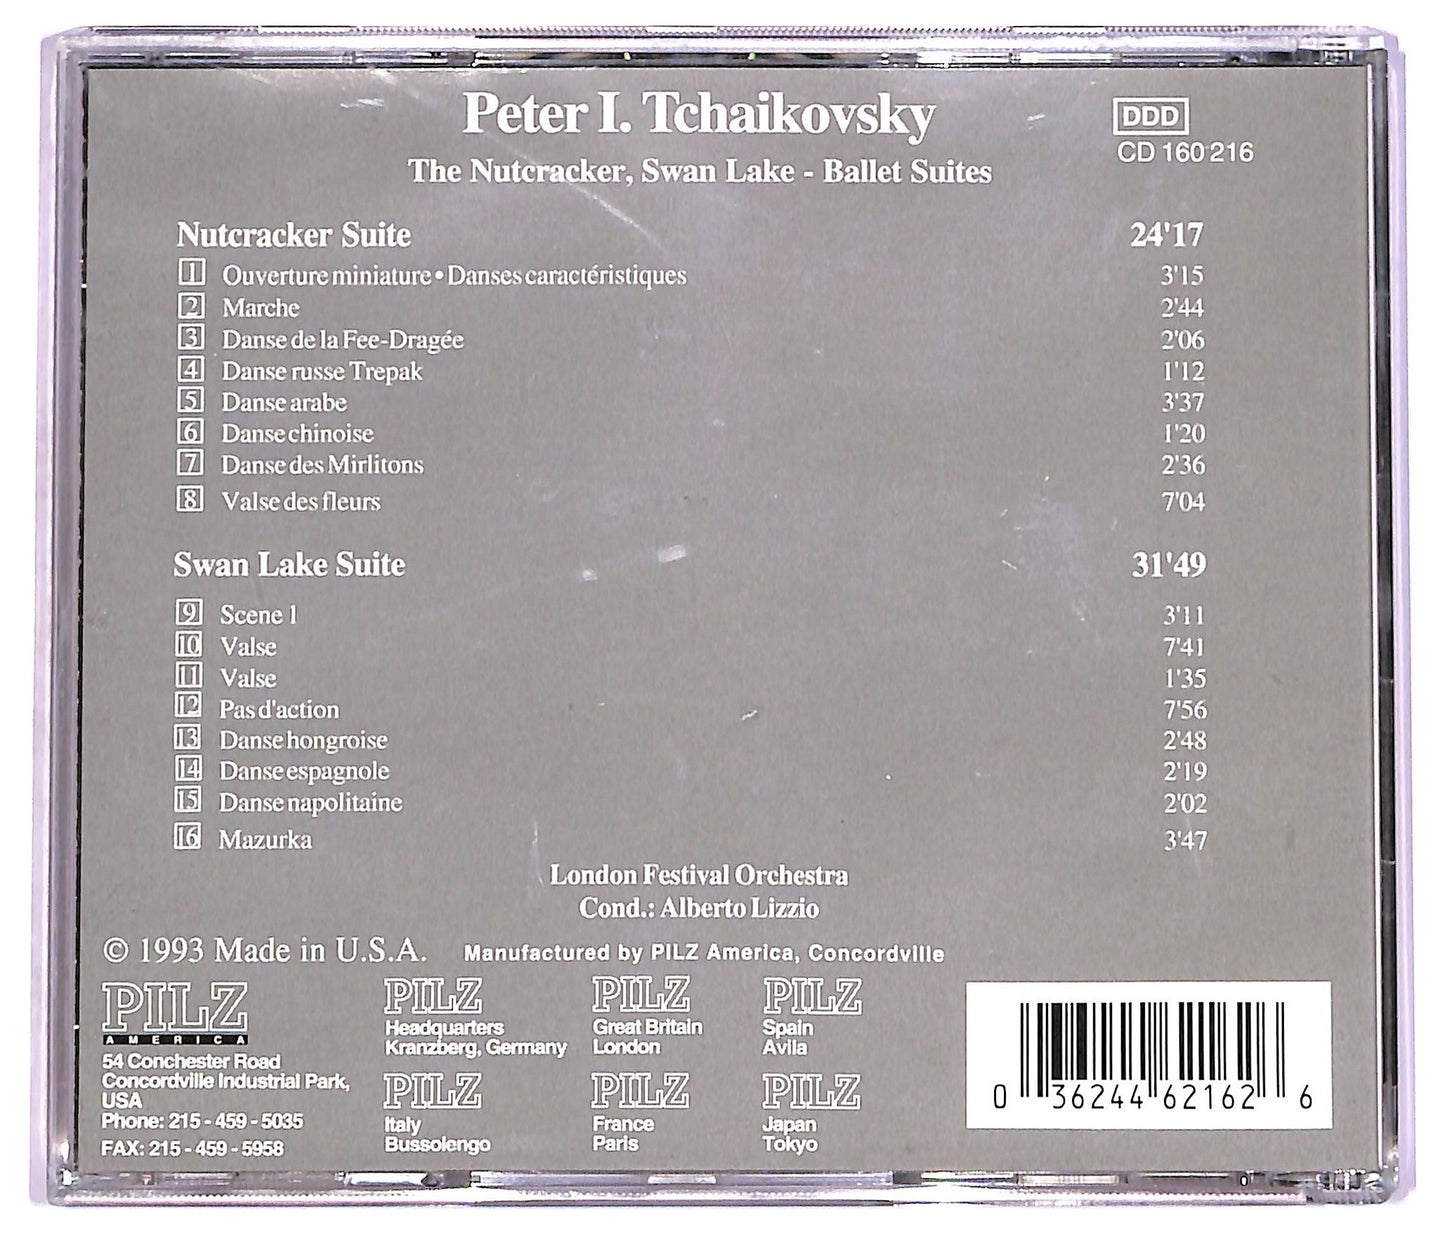 Peter I. Tchaikovsky
DDD
CD 160 216
The Nutcracker, Swan Lake - Ballet Suites
Nutcracker Suite 24'17
1 Ouverture miniature • Danses caractéristiques 3'15
2 Marche 2'44
3 Danse de la Fee-Dragée 2'06
4 Danse russe Trepak 1'12
5 Danse arabe 3'37
6 Danse chinoise 1'20
7 Danse des Mirlitons 2'36
8 Valse des fleurs 7'04
Swan Lake Suite 31'49
9 Scene 1 3'11
10 Valse 7'41
11 Valse 1'35
12 Pas d'action 7'56
13 Danse hongroise 2'48
14 Danse espagnole 2'19
15 Danse napolitaine 2'02
16 Mazurka 3'47
London Festival Orchestra
Cond.: Alberto Lizzio
© 1993 Made in U.S.A. Manufactured by PILZ America, Concordville
PILZ
AMERICA
54 Conchester Road
Concordville Industrial Park,
USA
Phone: 215 - 459 - 5035
FAX: 215 - 459 - 5958
PILZ
Headquarters
Kranzberg, Germany
PILZ
Great Britain
London
PILZ
Spain
Avila
PILZ
Italy
Bussolengo
PILZ
France
Paris
PILZ
Japan
Tokyo
0 36244 62162 6